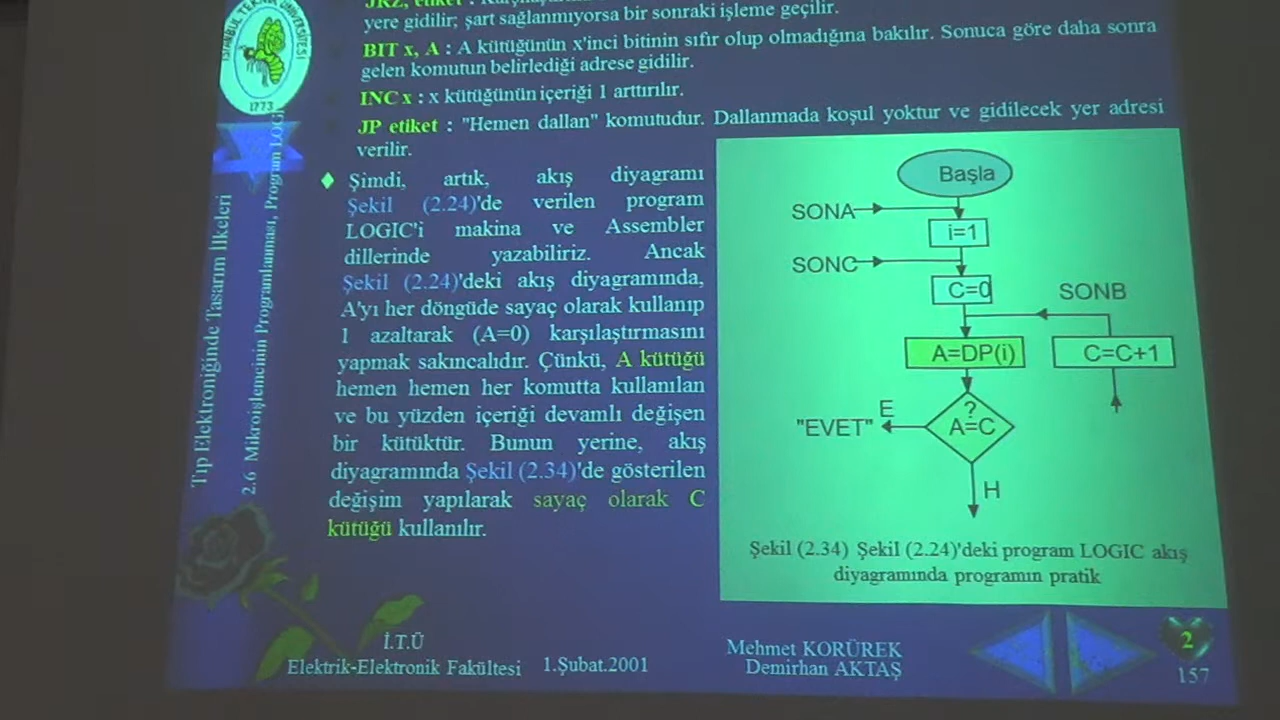 JRZ, etiket :
yere gidilir; şart sağlanmıyorsa bir sonraki işleme geçilir.
BIT x, A : A kütüğünün x'inci bitinin sıfır olup olmadığına bakılır. Sonuca göre daha sonra
gelen komutun belirlediği adrese gidilir.
INC x : x kütüğünün içeriği 1 arttırılır.
JP etiket : "Hemen dallan" komutudur. Dallanmada koşul yoktur ve gidilecek yer adresi
verilir.
Şimdi, artık, akış diyagramı
Şekil (2.24)'de verilen program
LOGIC'i makina ve Assembler
dillerinde yazabiliriz. Ancak
Şekil (2.24)'deki akış diyagramında,
A'yı her döngüde sayaç olarak kullanıp
1 azaltarak (A=0) karşılaştırmasını
yapmak sakıncalıdır. Çünkü, A kütüğü
hemen hemen her komutta kullanılan
ve bu yüzden içeriği devamlı değişen
bir kütüktür. Bunun yerine, akış
diyagramında Şekil (2.34)'de gösterilen
değişim yapılarak sayaç olarak C
kütüğü kullanılır.
Başla
SONA
i=1
SONC
C=0
SONB
A=DP(i)
C=C+1
?
A=C
E
"EVET"
H
Şekil (2.34) Şekil (2.24)'deki program LOGIC akış
diyagramında programın pratik
İSTANBUL TEKNİK ÜNİVERSİTESİ
1773
Tıp Elektroniğinde Tasarım İlkeleri
2.6 Mikroişlemcinin Programlanması, Program LOGI
İ.T.Ü
Elektrik-Elektronik Fakültesi
1.Şubat.2001
Mehmet KORÜREK
Demirhan AKTAŞ
2
157